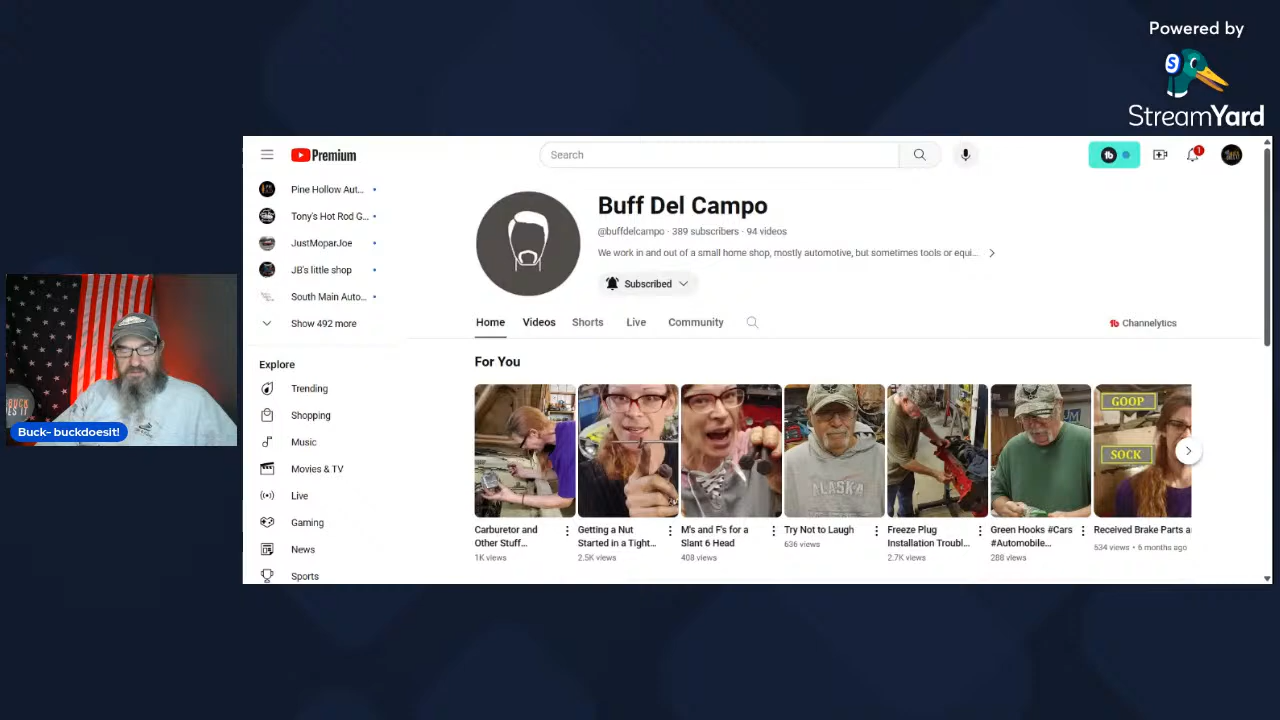 Powered by
StreamYard
Premium
Search
1
Pine Hollow Aut...
Tony's Hot Rod G...
JustMoparJoe
JB's little shop
South Main Auto...
Show 492 more
Explore
Trending
Shopping
Music
Movies & TV
Live
Gaming
News
Sports
Buff Del Campo
@buffdelcampo · 389 subscribers · 94 videos
We work in and out of a small home shop, mostly automotive, but sometimes tools or equi...
Subscribed
Home Videos Shorts Live Community
Channelytics
For You
ALASKA
GOOP
SOCK
Carburetor and
Other Stuff...
1K views
Getting a Nut
Started in a Tight...
2.5K views
M's and F's for a
Slant 6 Head
408 views
Try Not to Laugh
636 views
Freeze Plug
Installation Troubl...
2.7K views
Green Hooks #Cars
#Automobile...
288 views
Received Brake Parts a
534 views • 6 months ago
Buck- buckdoesit!